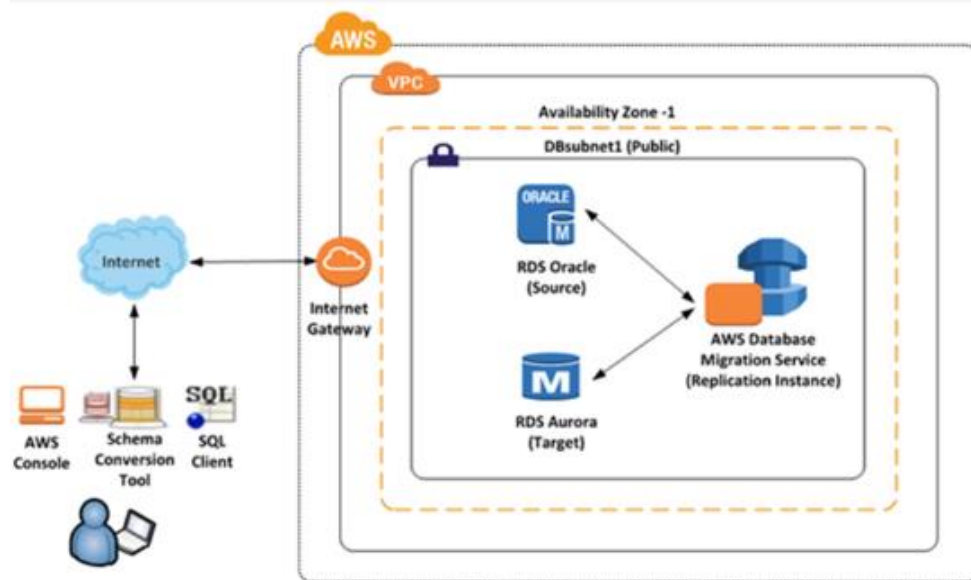 AWS
VPC
Availability Zone -1
DBsubnet1 (Public)
ORACLE
M
RDS Oracle
(Source)
Internet
Internet
Gateway
AWS Database
Migration Service
(Replication Instance)
M
RDS Aurora
(Target)
SQL
AWS
Console
Schema
Conversion
Tool
SQL
Client